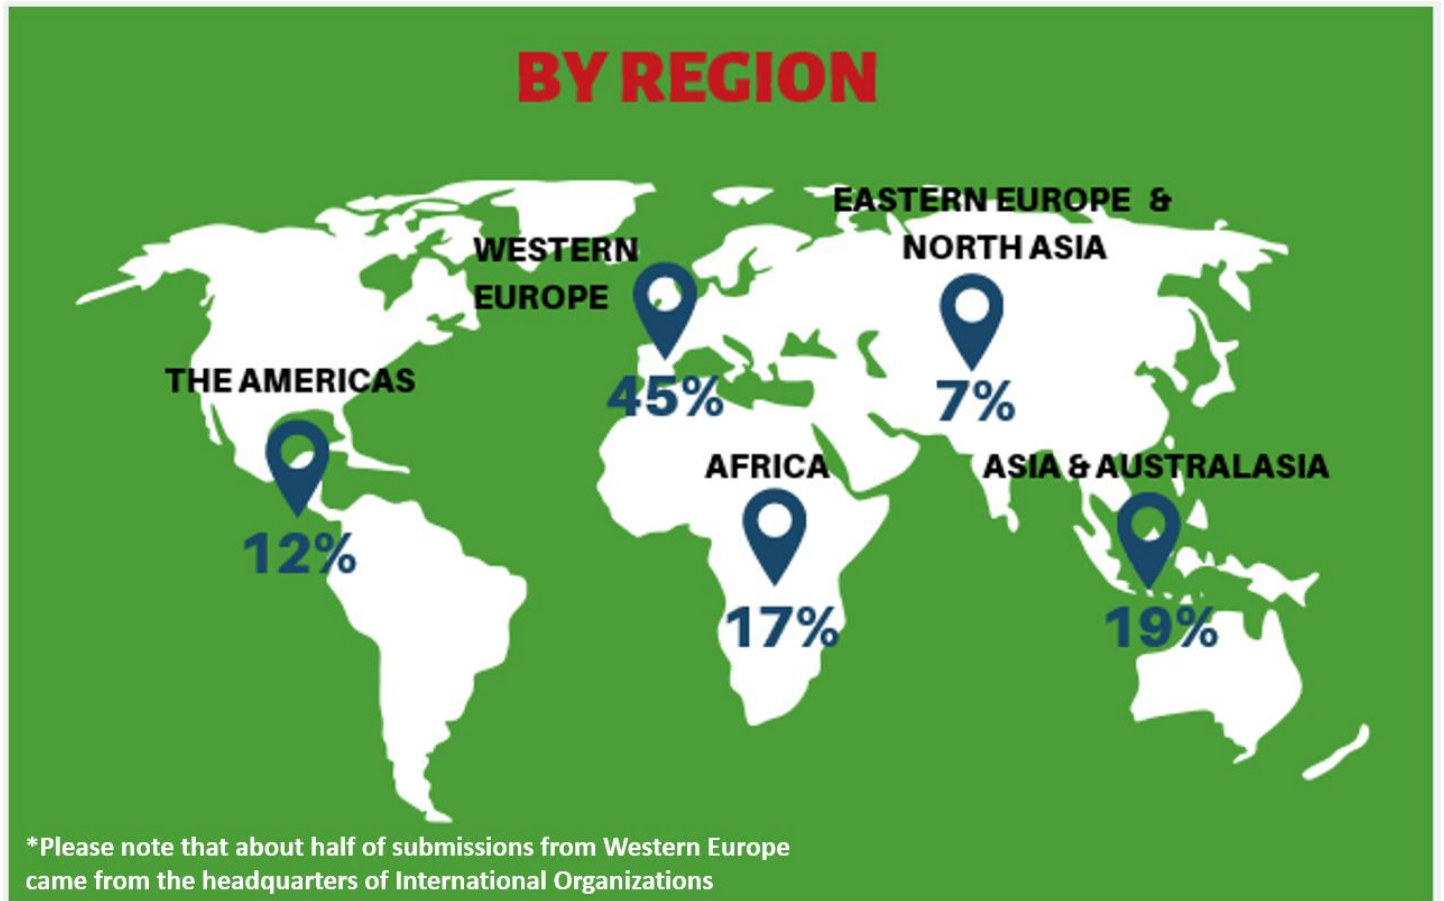 BY REGION
EASTERN EUROPE &
NORTH ASIA
7%
WESTERN
EUROPE
45%
THE AMERICAS
12%
AFRICA
17%
ASIA & AUSTRALASIA
19%
*Please note that about half of submissions from Western Europe
came from the headquarters of International Organizations